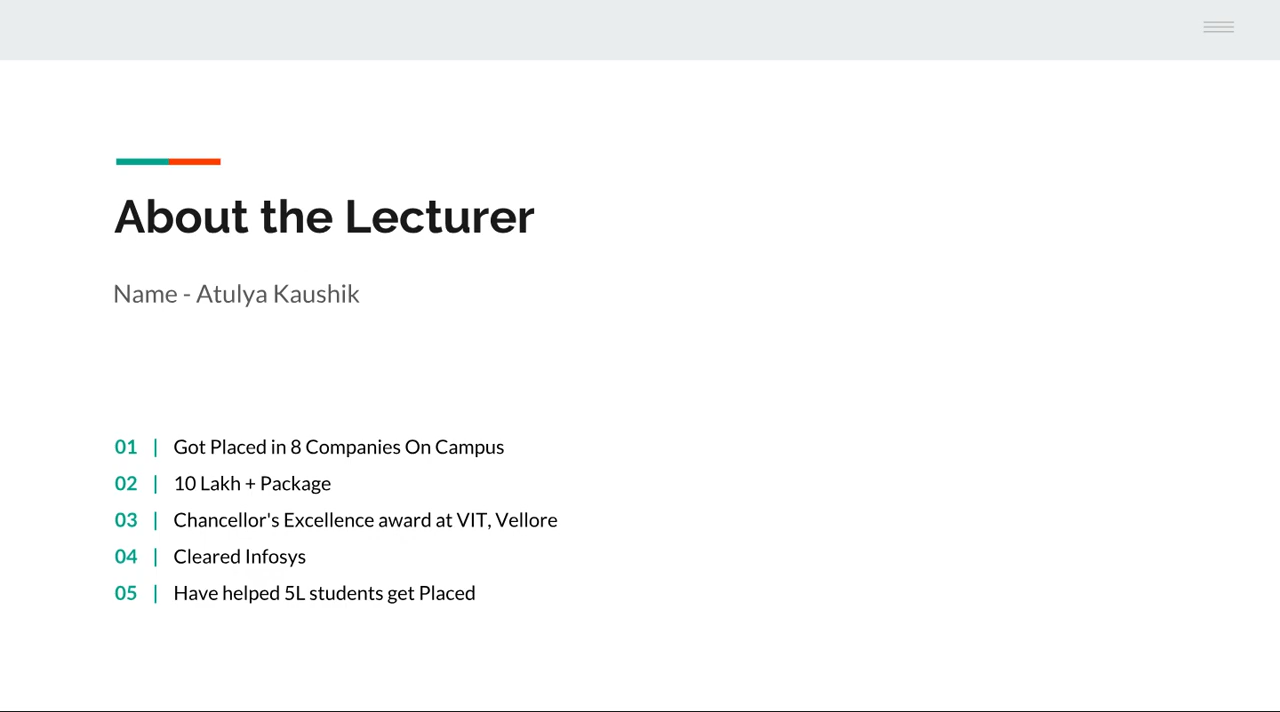 About the Lecturer
Name - Atulya Kaushik
01 | Got Placed in 8 Companies On Campus
02 | 10 Lakh + Package
03 | Chancellor's Excellence award at VIT, Vellore
04 | Cleared Infosys
05 | Have helped 5L students get Placed